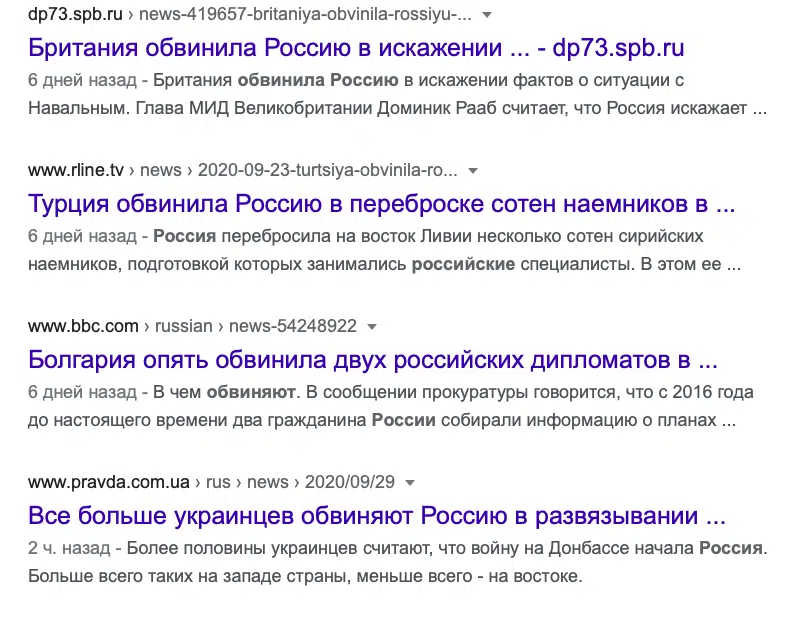 dp73.spb.ru › news-419657-britaniya-obvinila-rossiyu-...
Британия обвинила Россию в искажении ... - dp73.spb.ru
6 дней назад - Британия обвинила Россию в искажении фактов о ситуации с
Навальным. Глава МИД Великобритании Доминик Рааб считает, что Россия искажает ...
www.rline.tv › news › 2020-09-23-turtsiya-obvinila-ro...
Турция обвинила Россию в переброске сотен наемников в ...
6 дней назад - Россия перебросила на восток Ливии несколько сотен сирийских
наемников, подготовкой которых занимались российские специалисты. В этом ее ...
www.bbc.com › russian › news-54248922
Болгария опять обвинила двух российских дипломатов в ...
6 дней назад - В чем обвиняют. В сообщении прокуратуры говорится, что с 2016 года
до настоящего времени два гражданина России собирали информацию о планах ...
www.pravda.com.ua › rus › news › 2020/09/29
Все больше украинцев обвиняют Россию в развязывании ...
2 ч. назад - Более половины украинцев считают, что войну на Донбассе начала Россия.
Больше всего таких на западе страны, меньше всего - на востоке.